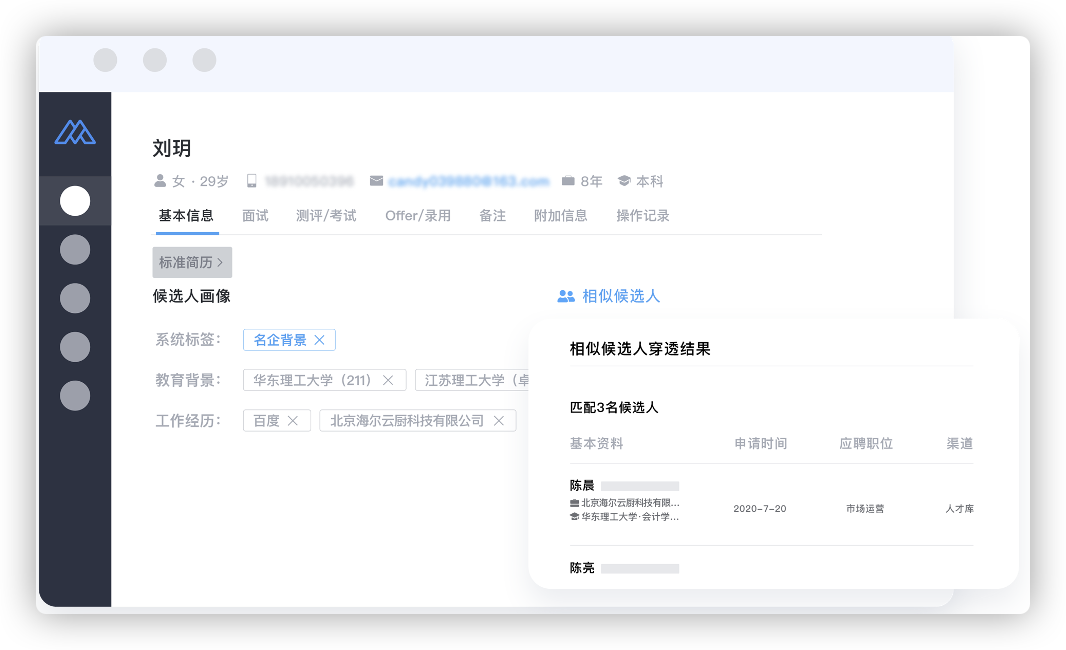 刘玥
女 · 29岁 8年 本科
基本信息 面试 测评/考试 Offer/录用 备注 附加信息 操作记录
标准简历 >
候选人画像
相似候选人
系统标签： 名企背景 ×
教育背景： 华东理工大学（211） × 江苏理工大学（卓
工作经历： 百度 × 北京海尔云厨科技有限公司 ×
相似候选人穿透结果
匹配3名候选人
基本资料 申请时间 应聘职位 渠道
陈晨
北京海尔云厨科技有限...
华东理工大学·会计学...
2020-7-20 市场运营 人才库
陈亮